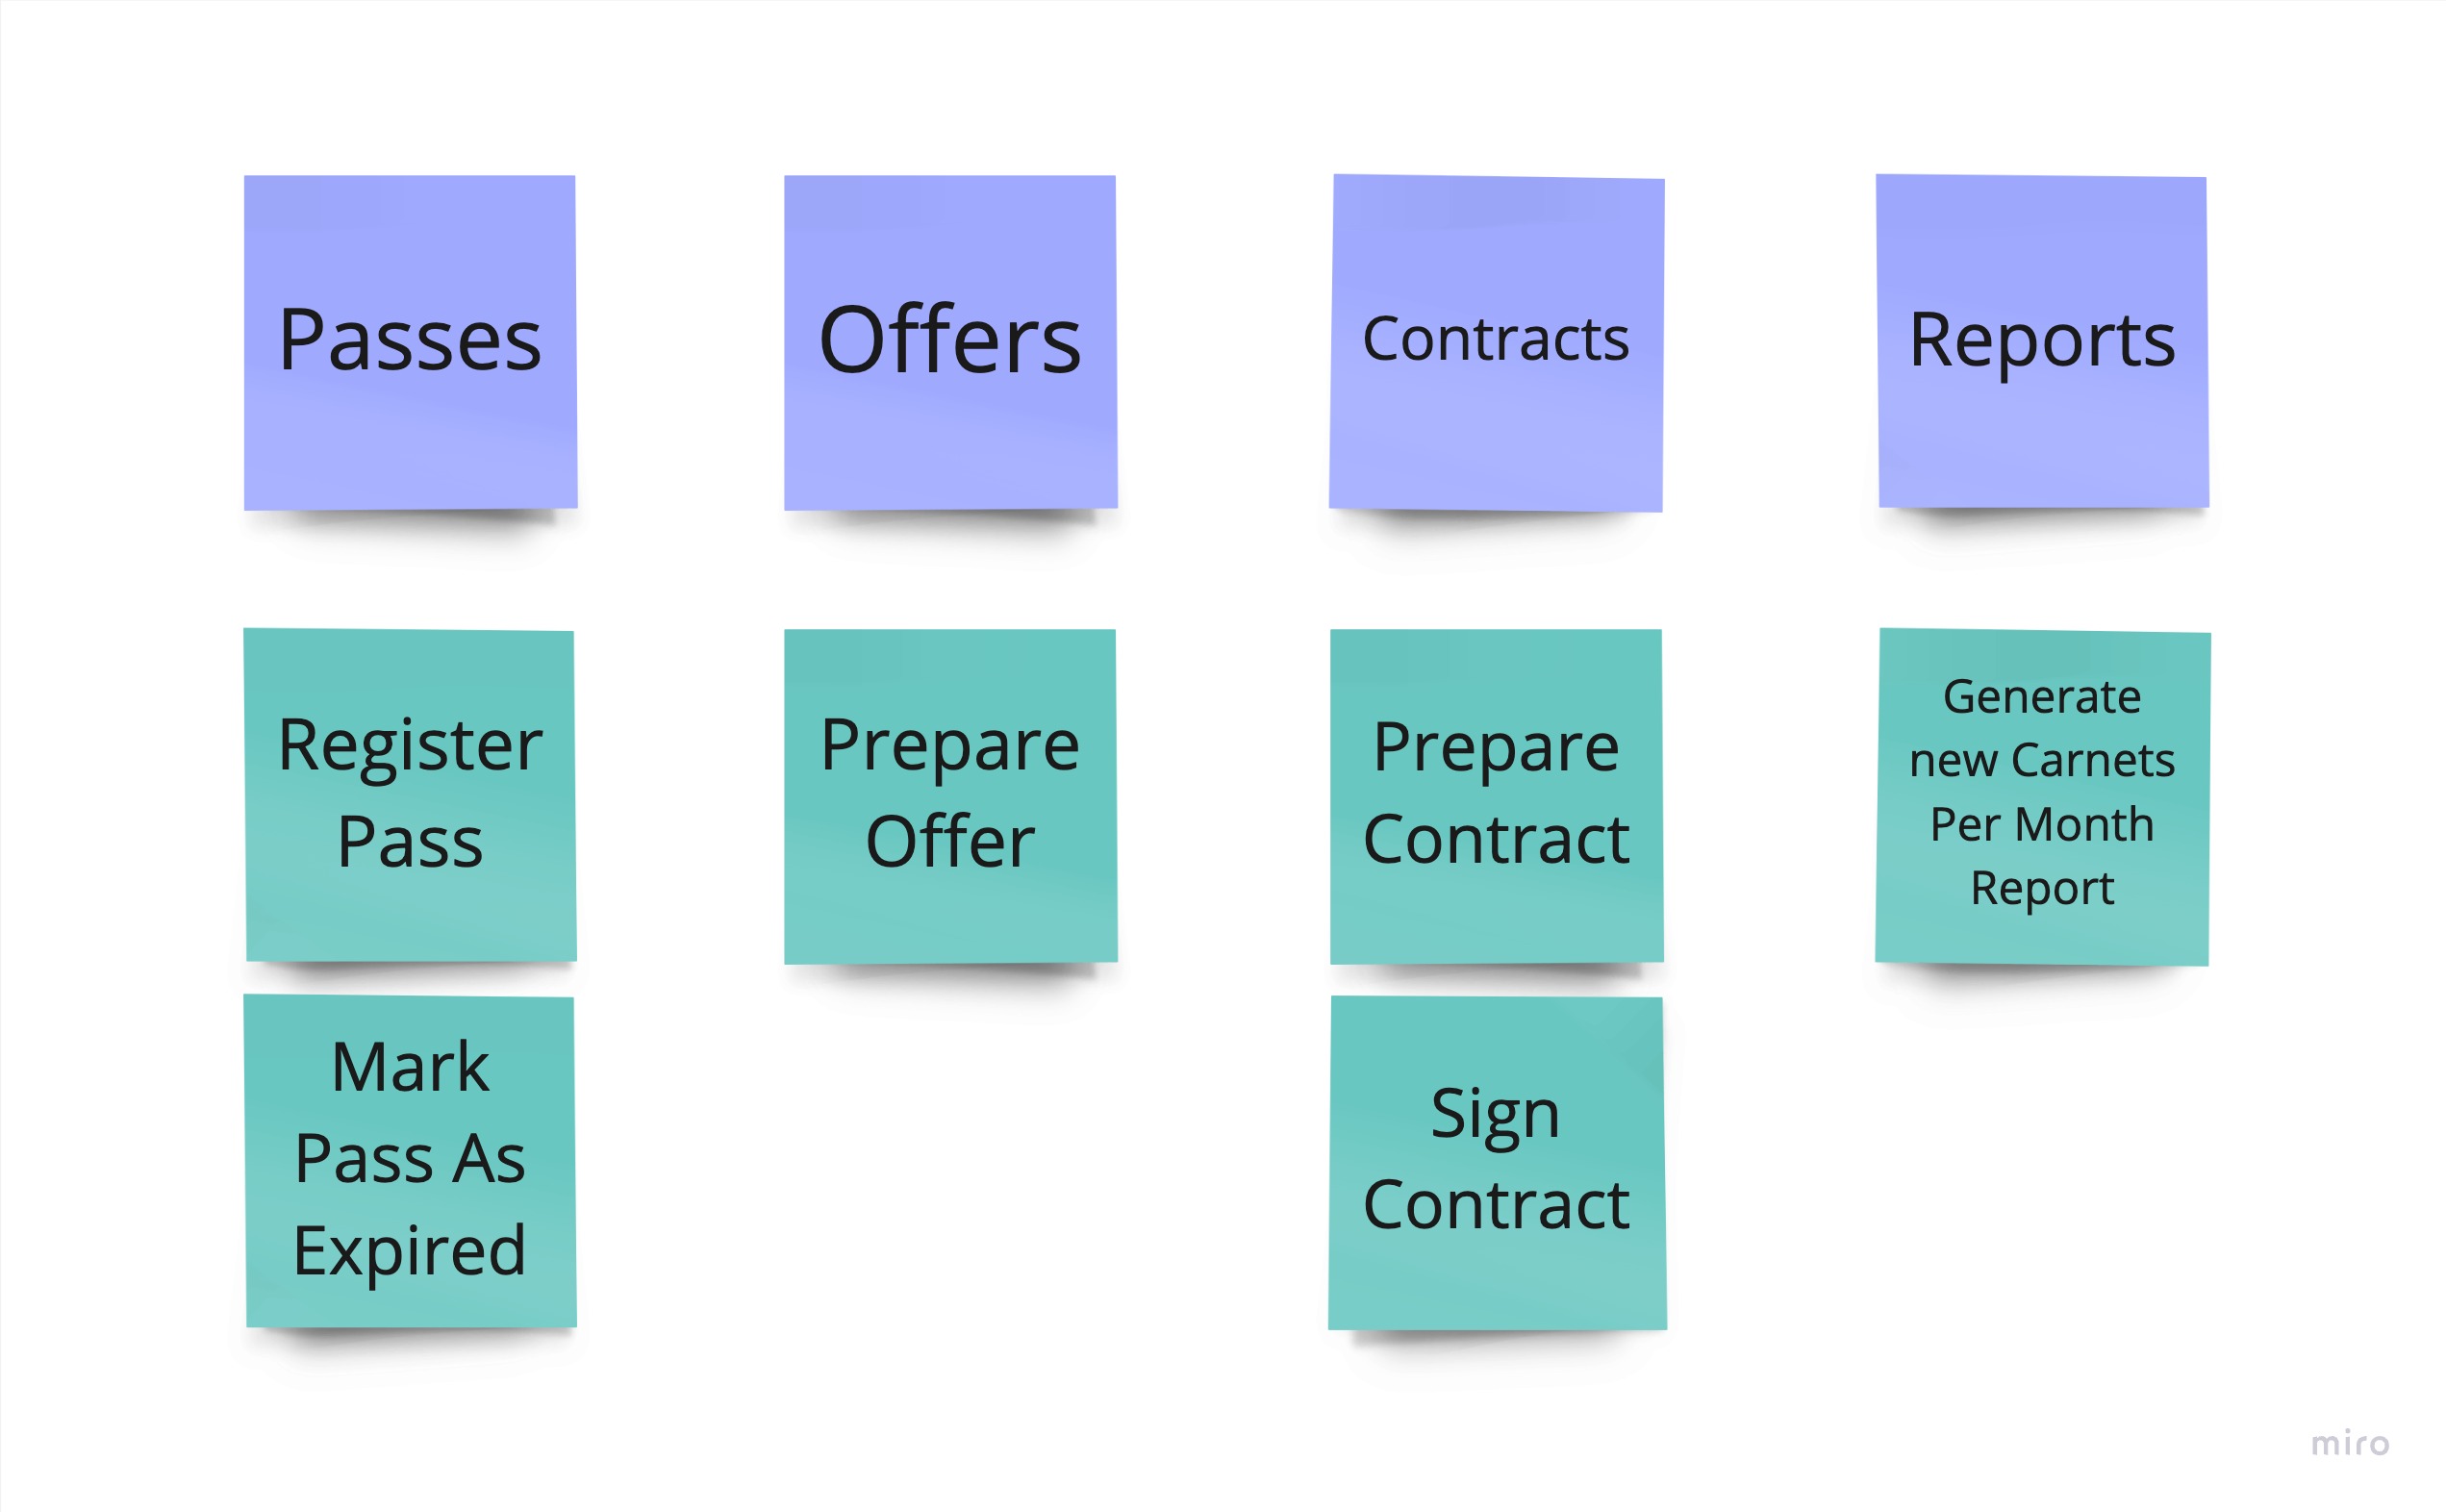 Passes
Offers
Contracts
Reports
Register
Pass
Prepare
Offer
Prepare
Contract
Generate
new Carnets
Per Month
Report
Mark
Pass As
Expired
Sign
Contract
miro